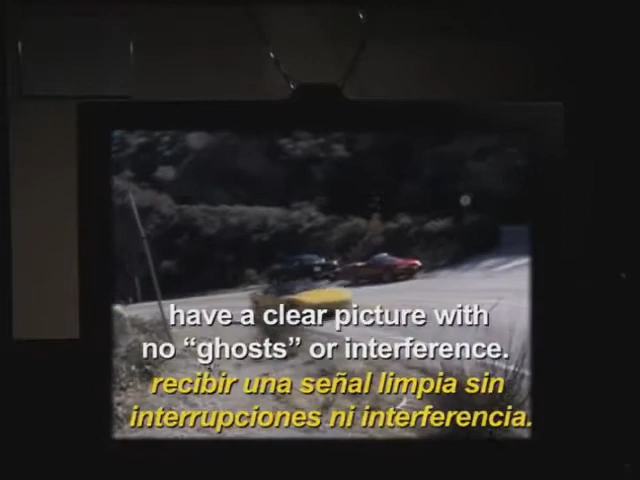 have a clear picture with
no “ghosts” or interference.
recibir una señal limpia sin
interrupciones ni interferencia.